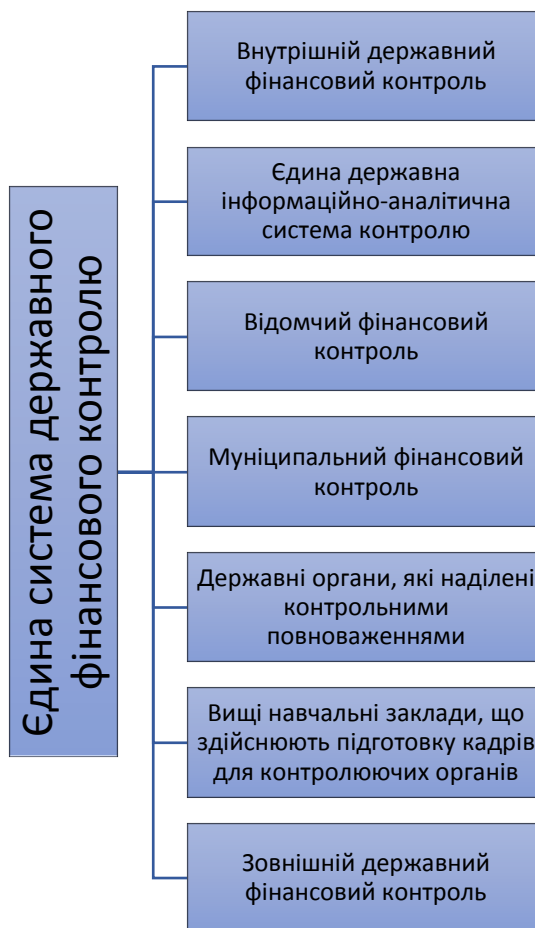 Єдина система державного
фінансового контролю
Внутрішній державний
фінансовий контроль
Єдина державна
інформаційно-аналітична
система контролю
Відомчий фінансовий
контроль
Муніципальний фінансовий
контроль
Державні органи, які наділені
контрольними
повноваженнями
Вищі навчальні заклади, що
здійснюють підготовку кадрів
для контролюючих органів
Зовнішній державний
фінансовий контроль